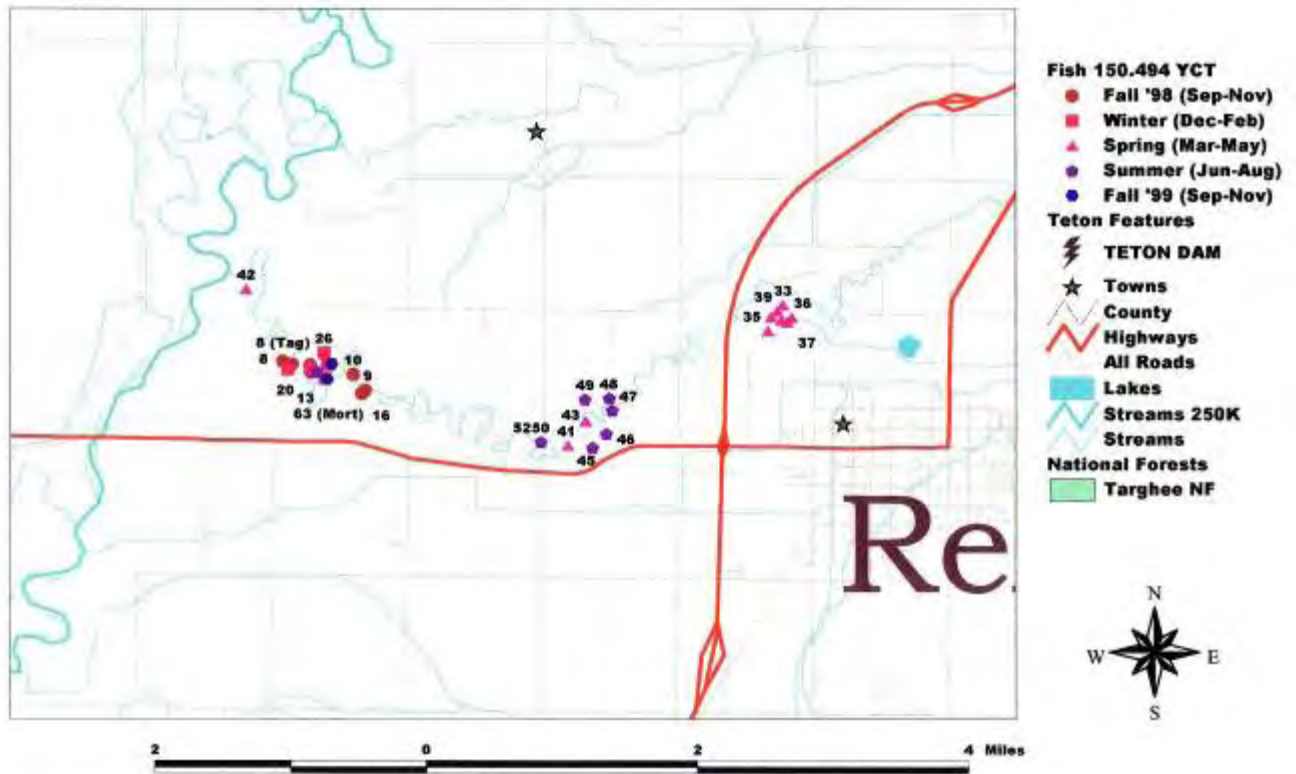 Fish 150.494 YCT
Fall '98 (Sep-Nov)
Winter (Dec-Feb)
Spring (Mar-May)
Summer (Jun-Aug)
Fall '99 (Sep-Nov)
Teton Features
TETON DAM
Towns
County
Highways
All Roads
Lakes
Streams 250K
Streams
National Forests
Targhee NF
42
8 (Tag)
26
8
10
9
20
13
63 (Mort)
16
33
39
36
35
37
49
48
47
43
5250
41
46
45
Re
N
W
E
S
2
0
2
4 Miles